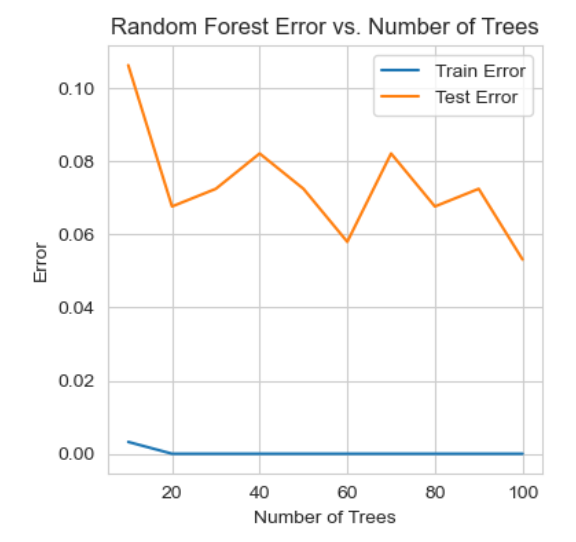 Random Forest Error vs. Number of Trees
Train Error
Test Error
0.10
0.08
0.06
0.04
0.02
0.00
Error
20 40 60 80 100
Number of Trees